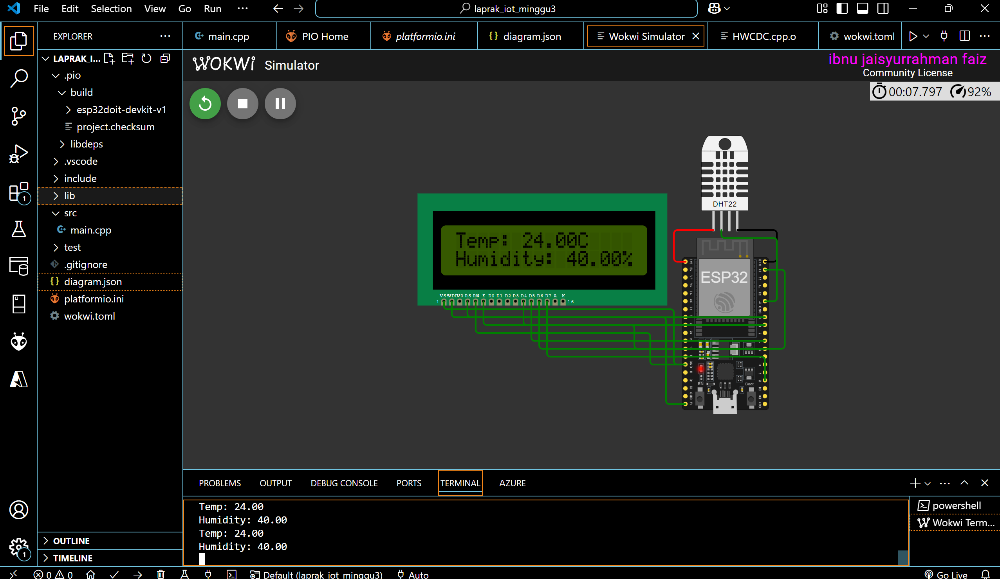 File Edit Selection View Go Run ···
laprak_iot_minggu3
EXPLORER
main.cpp
PIO Home
platformio.ini
{} diagram.json
Wokwi Simulator
HWCDC.cpp.o
wokwi.toml
LAPRAK_I...
.pio
build
esp32doit-devkit-v1
project.checksum
libdeps
.vscode
include
lib
src
main.cpp
test
.gitignore
{} diagram.json
platformio.ini
wokwi.toml
OUTLINE
TIMELINE
1
1
WOKWi Simulator
ibnu jaisyurrahman faiz
Community License
00:07.797 92%
DHT22
Temp: 24.00C
Humidity: 40.00%
VSS VDD V0 RS RW E D0 D1 D2 D3 D4 D5 D6 D7 A K
1 16
ESP32
EN Boot
PROBLEMS OUTPUT DEBUG CONSOLE PORTS TERMINAL AZURE
Temp: 24.00
Humidity: 40.00
Temp: 24.00
Humidity: 40.00
powershell
Wokwi Term...
0 0 Default (laprak_iot_minggu3) Auto Go Live